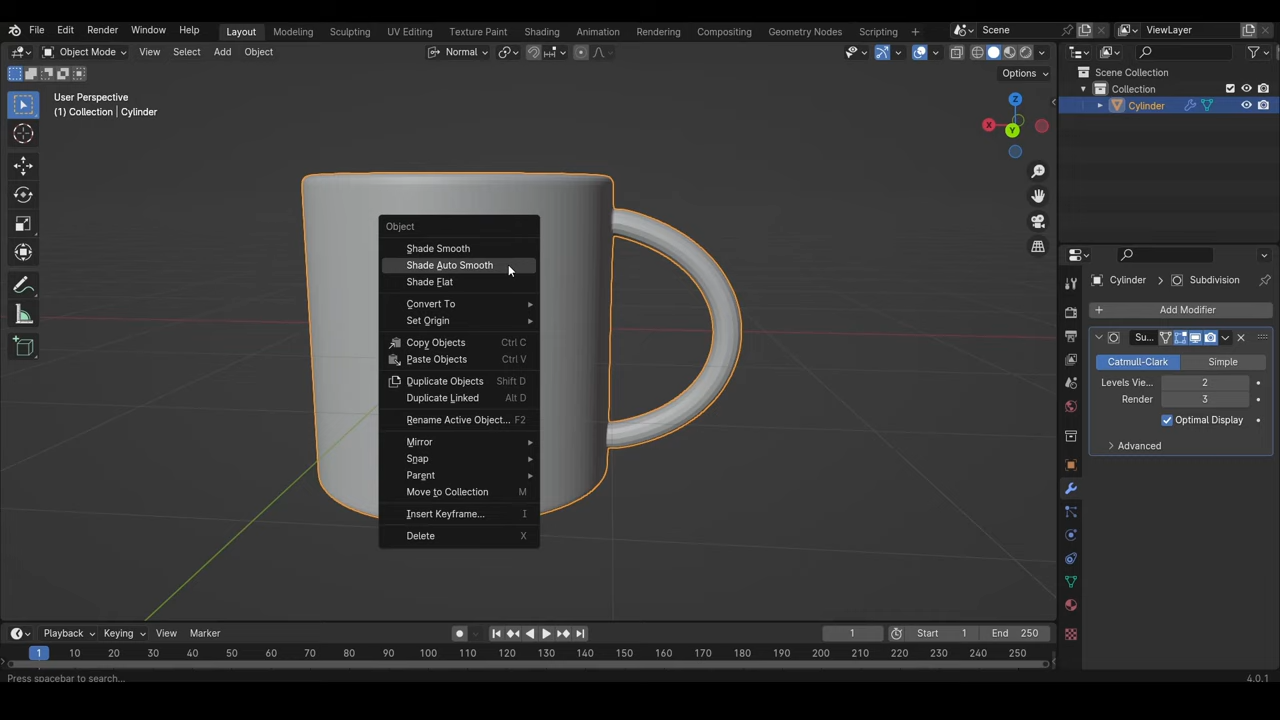 File Edit Render Window Help Layout Modeling Sculpting UV Editing Texture Paint Shading Animation Rendering Compositing Geometry Nodes Scripting + Scene ViewLayer
Object Mode View Select Add Object Normal
Options
User Perspective
(1) Collection | Cylinder
Z
X
Y
Scene Collection
Collection
Cylinder
Object
Shade Smooth
Shade Auto Smooth
Shade Flat
Convert To
Set Origin
Copy Objects Ctrl C
Paste Objects Ctrl V
Duplicate Objects Shift D
Duplicate Linked Alt D
Rename Active Object... F2
Mirror
Snap
Parent
Move to Collection M
Insert Keyframe... I
Delete X
Cylinder > Subdivision
+ Add Modifier
Su...
Catmull-Clark Simple
Levels Vie... 2
Render 3
Optimal Display
Advanced
Playback Keying View Marker 1 Start 1 End 250
1 10 20 30 40 50 60 70 80 90 100 110 120 130 140 150 160 170 180 190 200 210 220 230 240 250
Press spacebar to search... 4.0.1